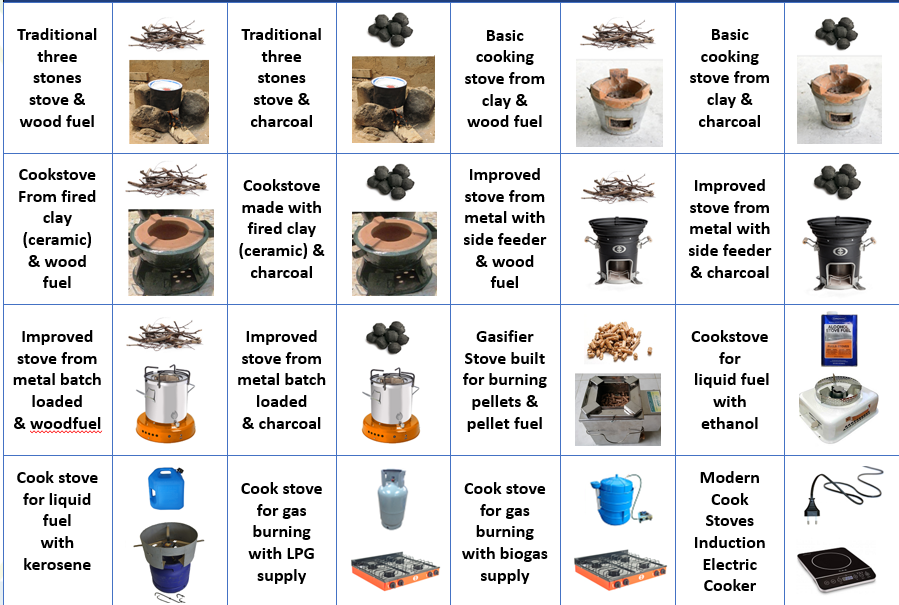 Traditional
three
stones
stove &
wood fuel
Traditional
three
stones
stove &
charcoal
Basic
cooking
stove from
clay &
wood fuel
Basic
cooking
stove from
clay &
charcoal
Cookstove
From fired
clay
(ceramic)
& wood
fuel
Cookstove
made with
fired clay
(ceramic) &
charcoal
Improved
stove from
metal with
side feeder
& wood
fuel
Improved
stove from
metal with
side feeder
& charcoal
Improved
stove from
metal batch
loaded
& woodfuel
Improved
stove from
metal batch
loaded
& charcoal
Gasifier
Stove built
for burning
pellets &
pellet fuel
Cookstove
for
liquid fuel
with
ethanol
ALCOHOL
STOVE FUEL
Cook stove
for liquid
fuel
with
kerosene
Cook stove
for gas
burning
with LPG
supply
Cook stove
for gas
burning
with biogas
supply
Modern
Cook
Stoves
Induction
Electric
Cooker